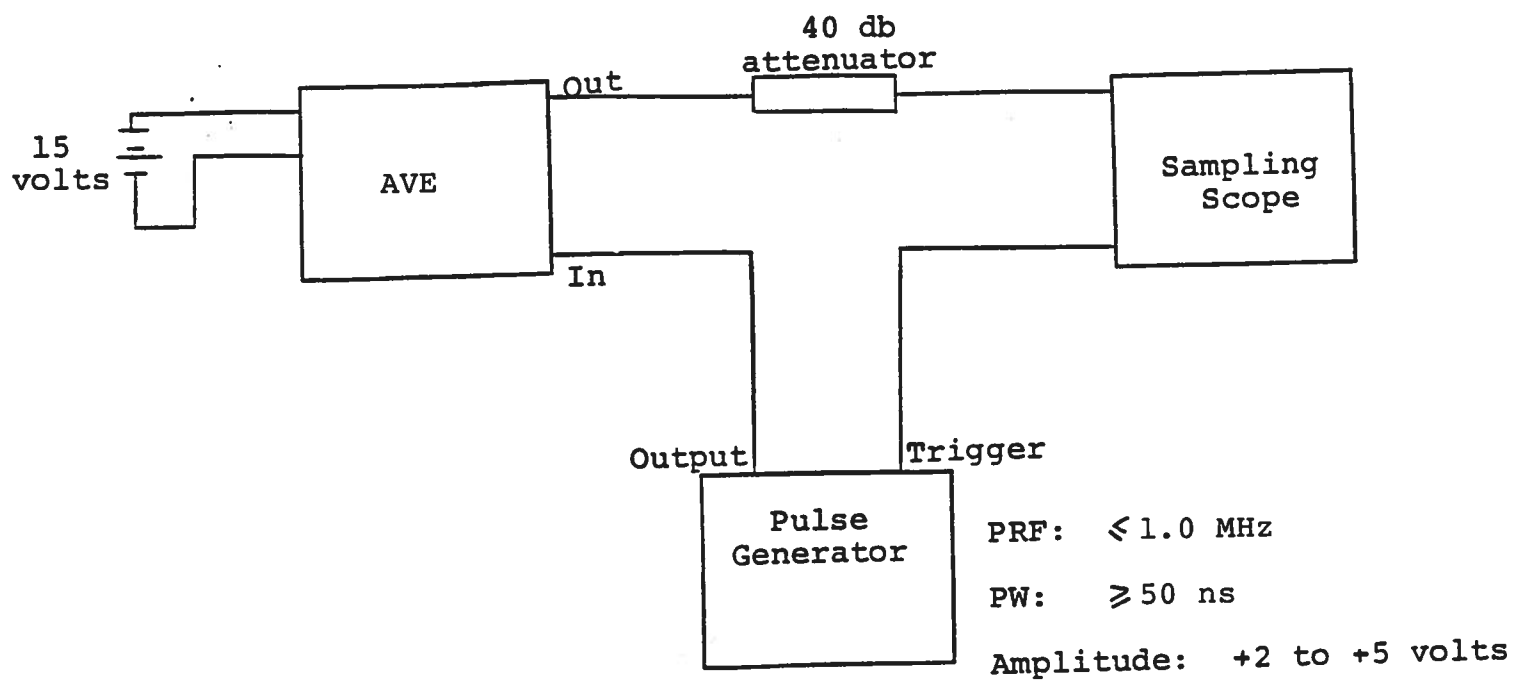 40 db
attenuator
Out
15
volts
AVE
Sampling
Scope
In
Output
Trigger
Pulse
Generator
PRF: ⩽ 1.0 MHz
PW: ⩾ 50 ns
Amplitude: +2 to +5 volts